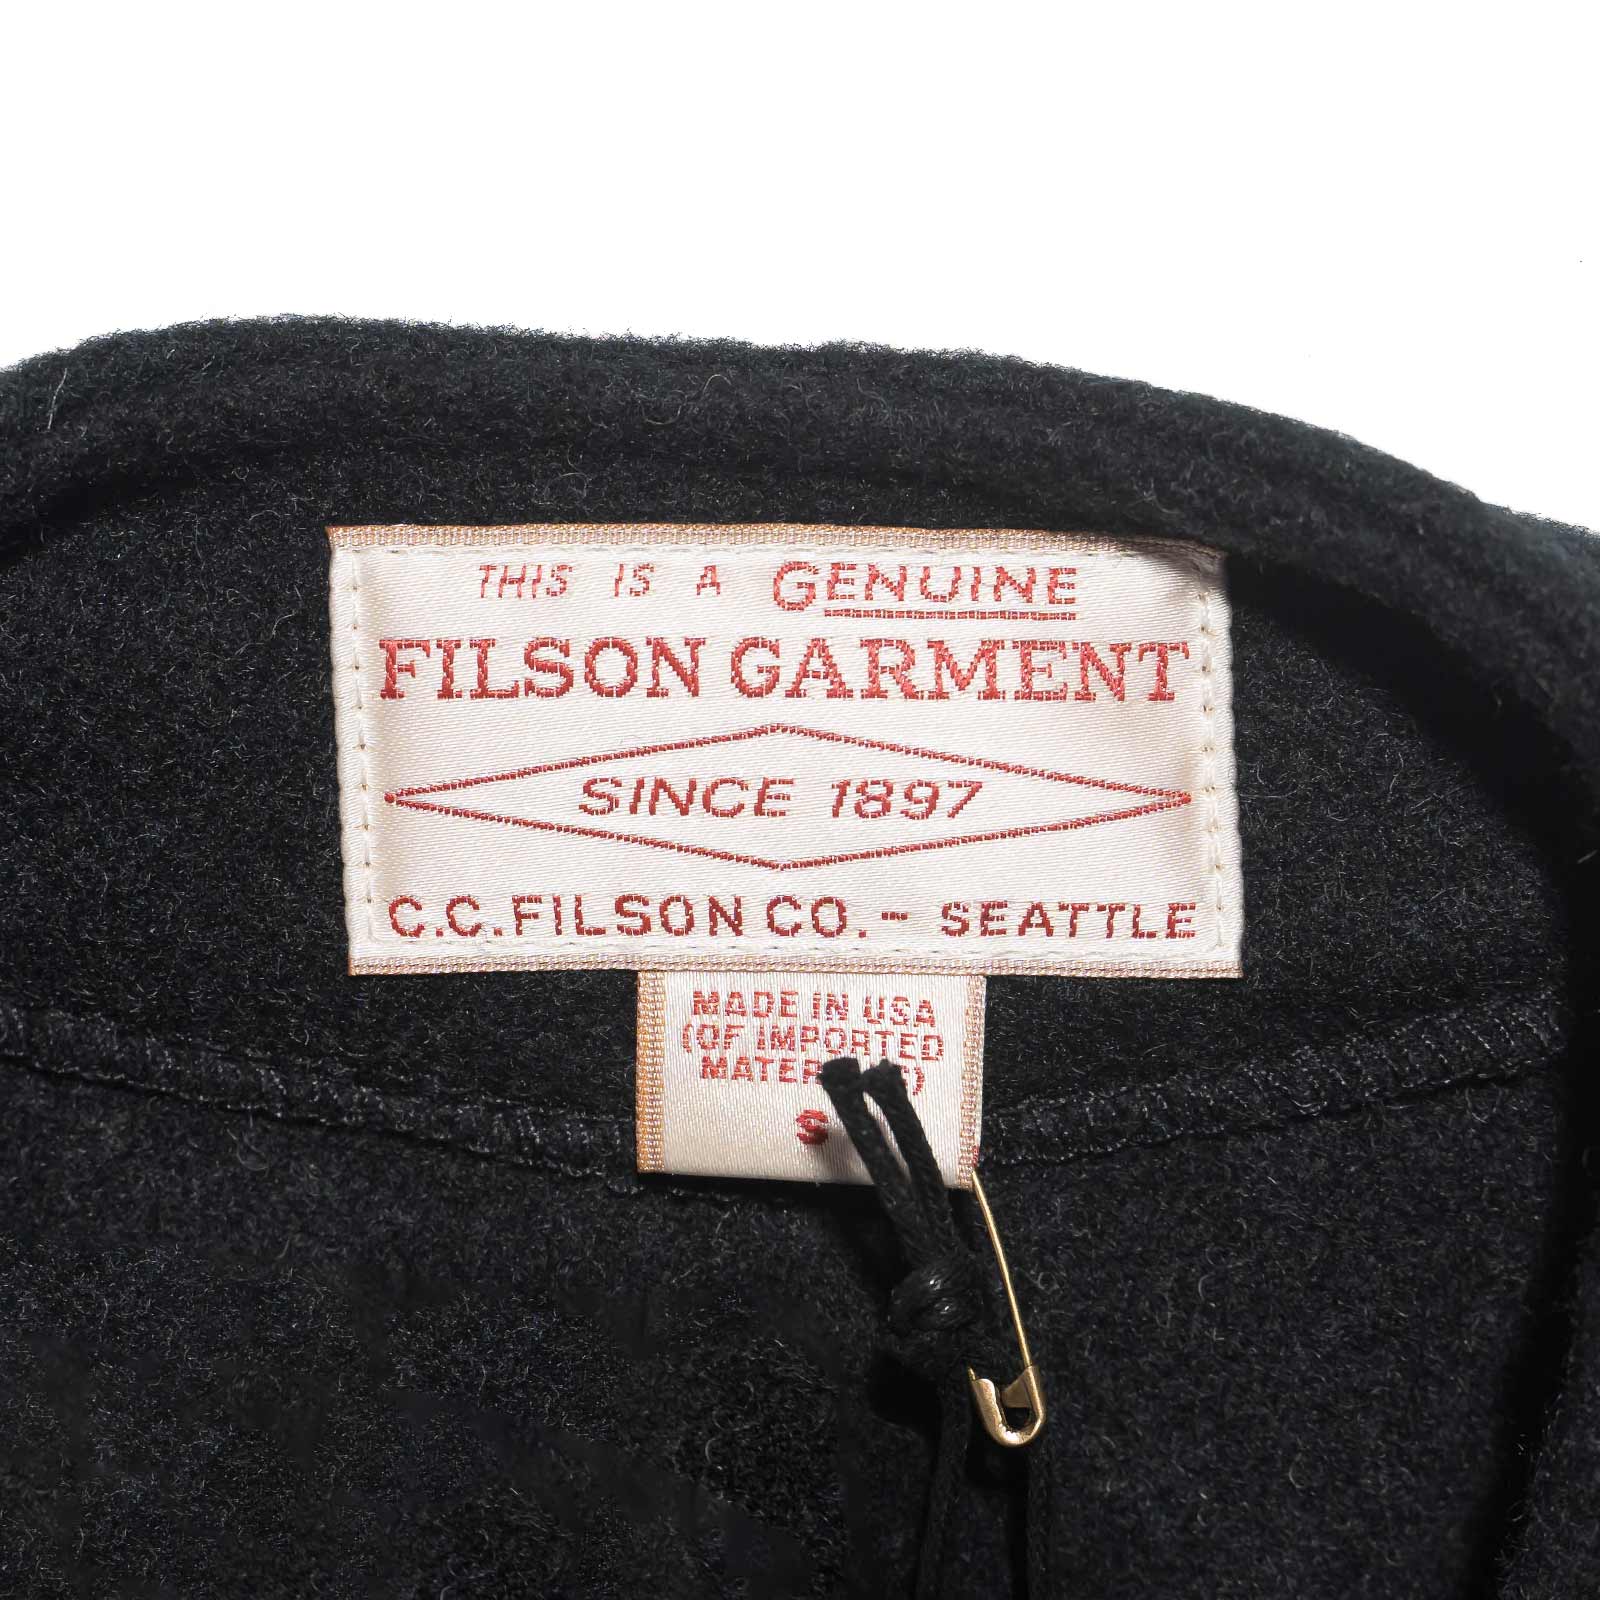 THIS IS A GENUINE
FILSON GARMENT
SINCE 1897
C.C. FILSON CO. - SEATTLE
MADE IN USA
(OF IMPORTED
S